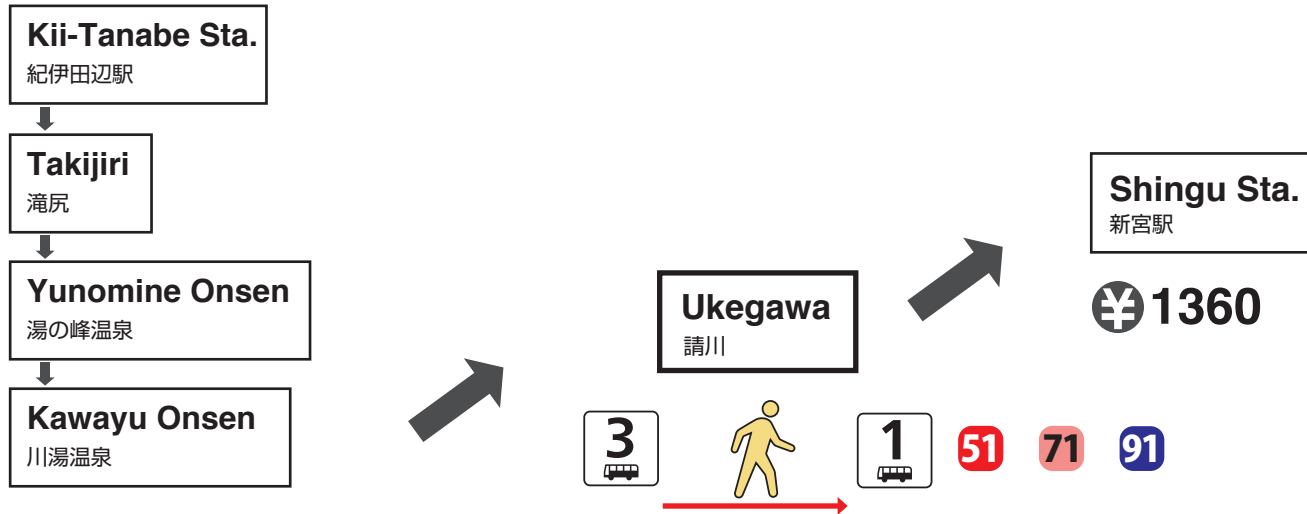 Kii-Tanabe Sta.
紀伊田辺駅
Takijiri
滝尻
Yunomine Onsen
湯の峰温泉
Kawayu Onsen
川湯温泉
Ukegawa
請川
3
1
51
71
91
Shingu Sta.
新宮駅
¥1360